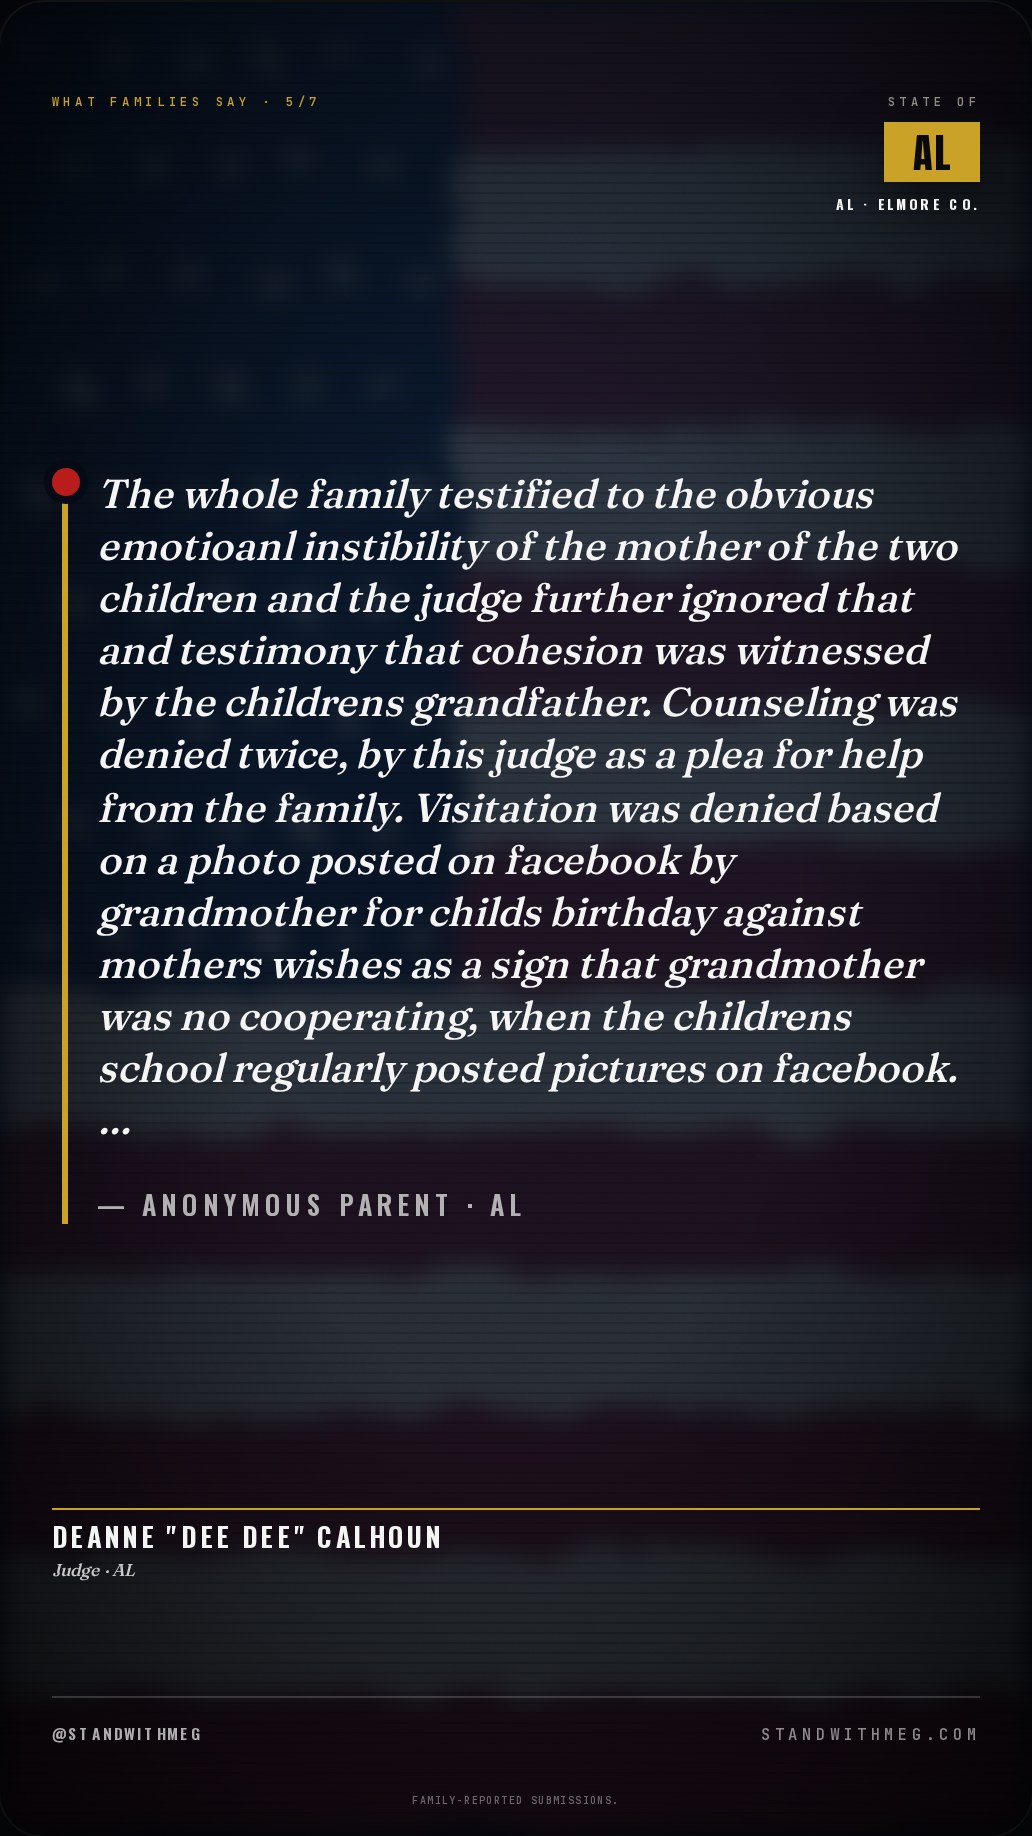 WHAT FAMILIES SAY · 5/7
STATE OF
AL
AL · ELMORE CO.
The whole family testified to the obvious
emotioanl instibility of the mother of the two
children and the judge further ignored that
and testimony that cohesion was witnessed
by the childrens grandfather. Counseling was
denied twice, by this judge as a plea for help
from the family. Visitation was denied based
on a photo posted on facebook by
grandmother for childs birthday against
mothers wishes as a sign that grandmother
was no cooperating, when the childrens
school regularly posted pictures on facebook.
...
— ANONYMOUS PARENT · AL
DEANNE "DEE DEE" CALHOUN
Judge · AL
@STANDWITHMEG
STANDWITHMEG.COM
FAMILY-REPORTED SUBMISSIONS.